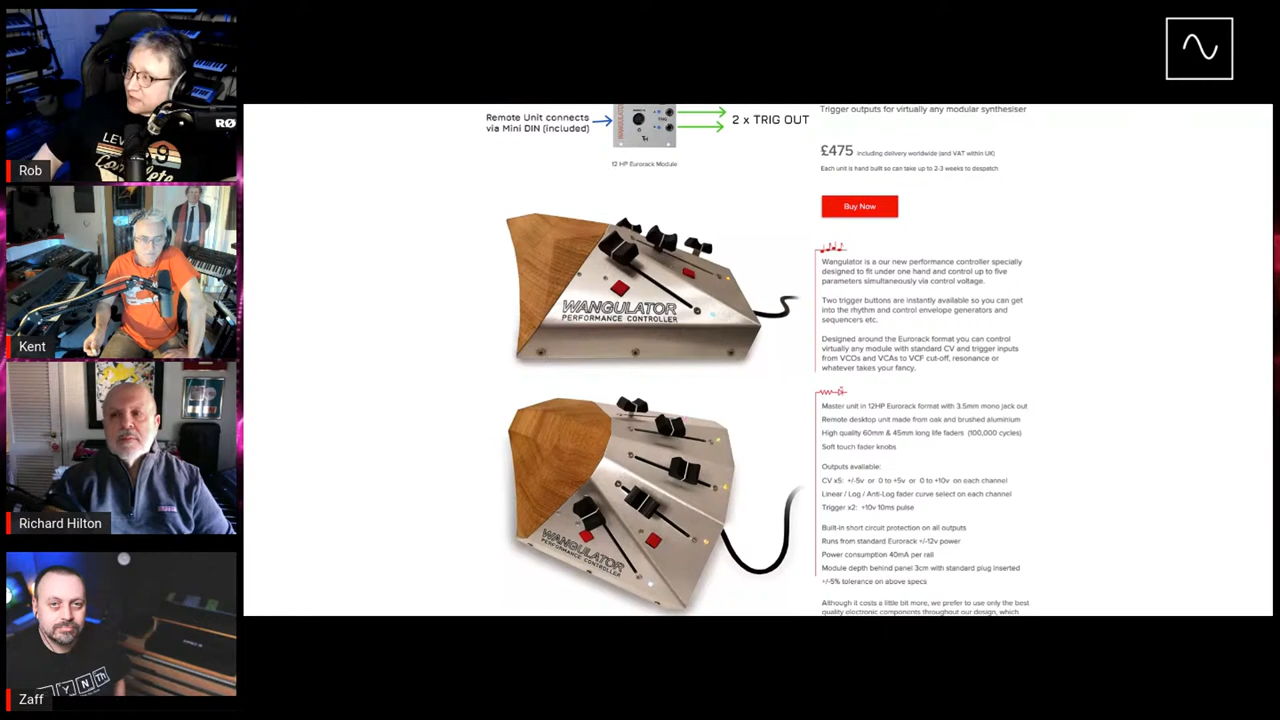 Rob
Kent
Richard Hilton
Zaff
Remote Unit connects
via Mini DIN (included)
WANGULATOR
2 x TRIG OUT
12 HP Eurorack Module
WANGULATOR
PERFORMANCE CONTROLLER
WANGULATOR
PERFORMANCE CONTROLLER
Trigger outputs for virtually any modular synthesiser
£475 including delivery worldwide (and VAT within UK)
Each unit is hand built so can take up to 2-3 weeks to despatch
Buy Now
Wangulator is a our new performance controller specially
designed to fit under one hand and control up to five
parameters simultaneously via control voltage.
Two trigger buttons are instantly available so you can get
into the rhythm and control envelope generators and
sequencers etc.
Designed around the Eurorack format you can control
virtually any module with standard CV and trigger inputs
from VCOs and VCAs to VCF cut-off, resonance or
whatever takes your fancy.
Master unit in 12HP Eurorack format with 3.5mm mono jack out
Remote desktop unit made from oak and brushed aluminium
High quality 60mm & 45mm long life faders (100,000 cycles)
Soft touch fader knobs
Outputs available:
CV x5: +/-5v or 0 to +5v or 0 to +10v on each channel
Linear / Log / Anti-Log fader curve select on each channel
Trigger x2: +10v 10ms pulse
Built-in short circuit protection on all outputs
Runs from standard Eurorack +/-12v power
Power consumption 40mA per rail
Module depth behind panel 3cm with standard plug inserted
+/-5% tolerance on above specs
Although it costs a little bit more, we prefer to use only the best
quality electronic components throughout our design, which